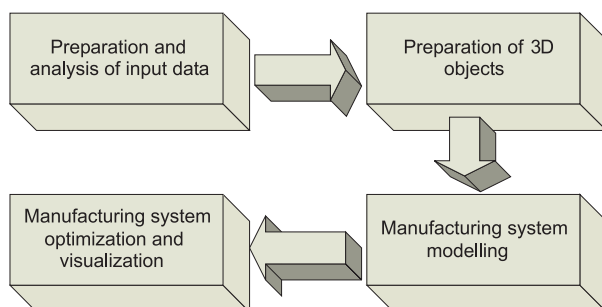 Preparation and
analysis of input data
Preparation of 3D
objects
Manufacturing system
modelling
Manufacturing system
optimization and
visualization